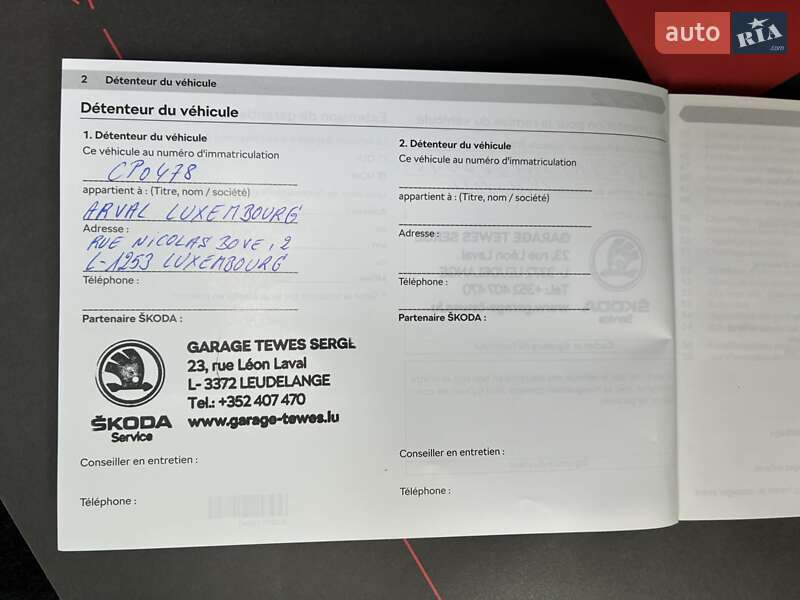 auto RIA .com
2 Détenteur du véhicule
Détenteur du véhicule
1. Détenteur du véhicule
Ce véhicule au numéro d'immatriculation
CP0478
appartient à : (Titre, nom / société)
ARVAL LUXEMBOURG
Adresse :
RUE NICOLAS BOVE, 2
L-1253 LUXEMBOURG
Téléphone :
Partenaire ŠKODA :
ŠKODA
Service
GARAGE TEWES SERGE
23, rue Léon Laval
L- 3372 LEUDELANGE
Tel.: +352 407 470
www.garage-tewes.lu
Conseiller en entretien :
Téléphone :
2. Détenteur du véhicule
Ce véhicule au numéro d'immatriculation
appartient à : (Titre, nom / société)
Adresse :
Téléphone :
Partenaire ŠKODA :
Conseiller en entretien :
Téléphone :